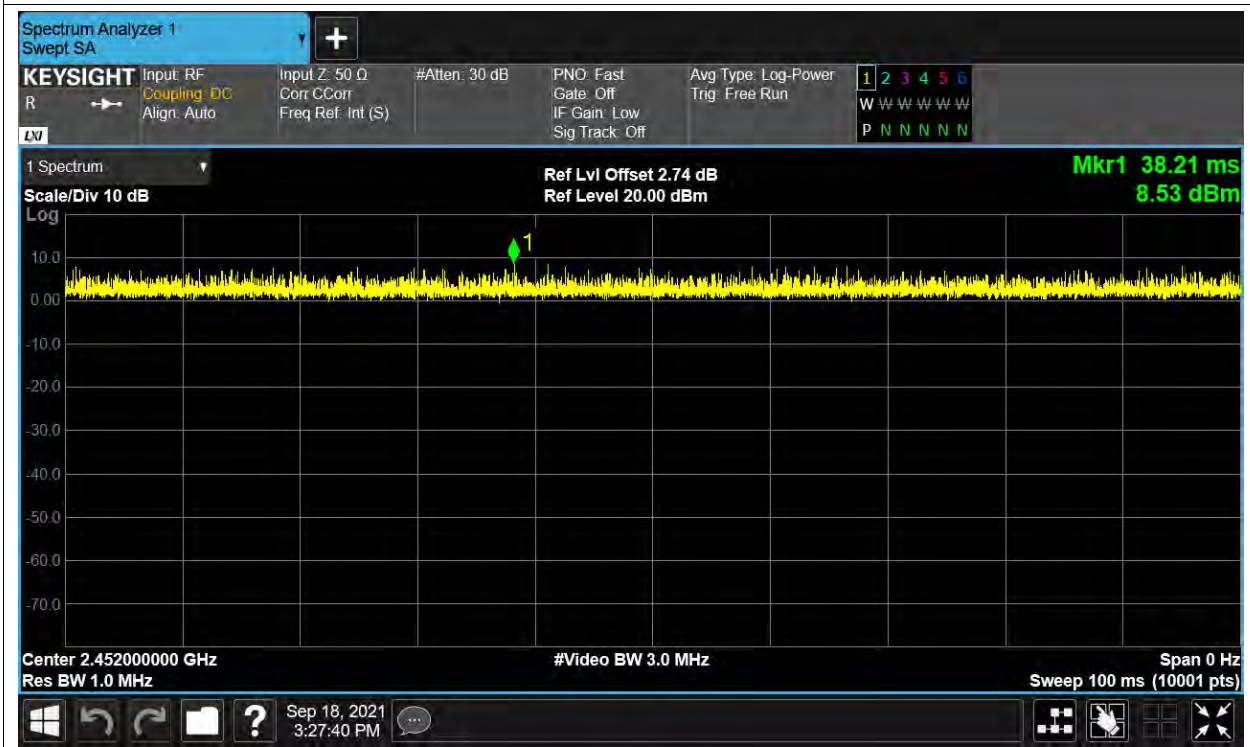 Spectrum Analyzer 1
Swept SA
KEYSIGHT
R
LXI
Input: RF
Coupling: DC
Align: Auto
Input Z: 50 Ω
Corr CCorr
Freq Ref: Int (S)
#Atten: 30 dB
PNO: Fast
Gate: Off
IF Gain: Low
Sig Track: Off
Avg Type: Log-Power
Trig: Free Run
1 2 3 4 5 6
W W W W W W
P N N N N N
1 Spectrum
Scale/Div 10 dB
Log
Ref Lvl Offset 2.74 dB
Ref Level 20.00 dBm
Mkr1 38.21 ms
8.53 dBm
1
10.0
0.00
-10.0
-20.0
-30.0
-40.0
-50.0
-60.0
-70.0
Center 2.452000000 GHz
Res BW 1.0 MHz
#Video BW 3.0 MHz
Span 0 Hz
Sweep 100 ms (10001 pts)
?
Sep 18, 2021
3:27:40 PM